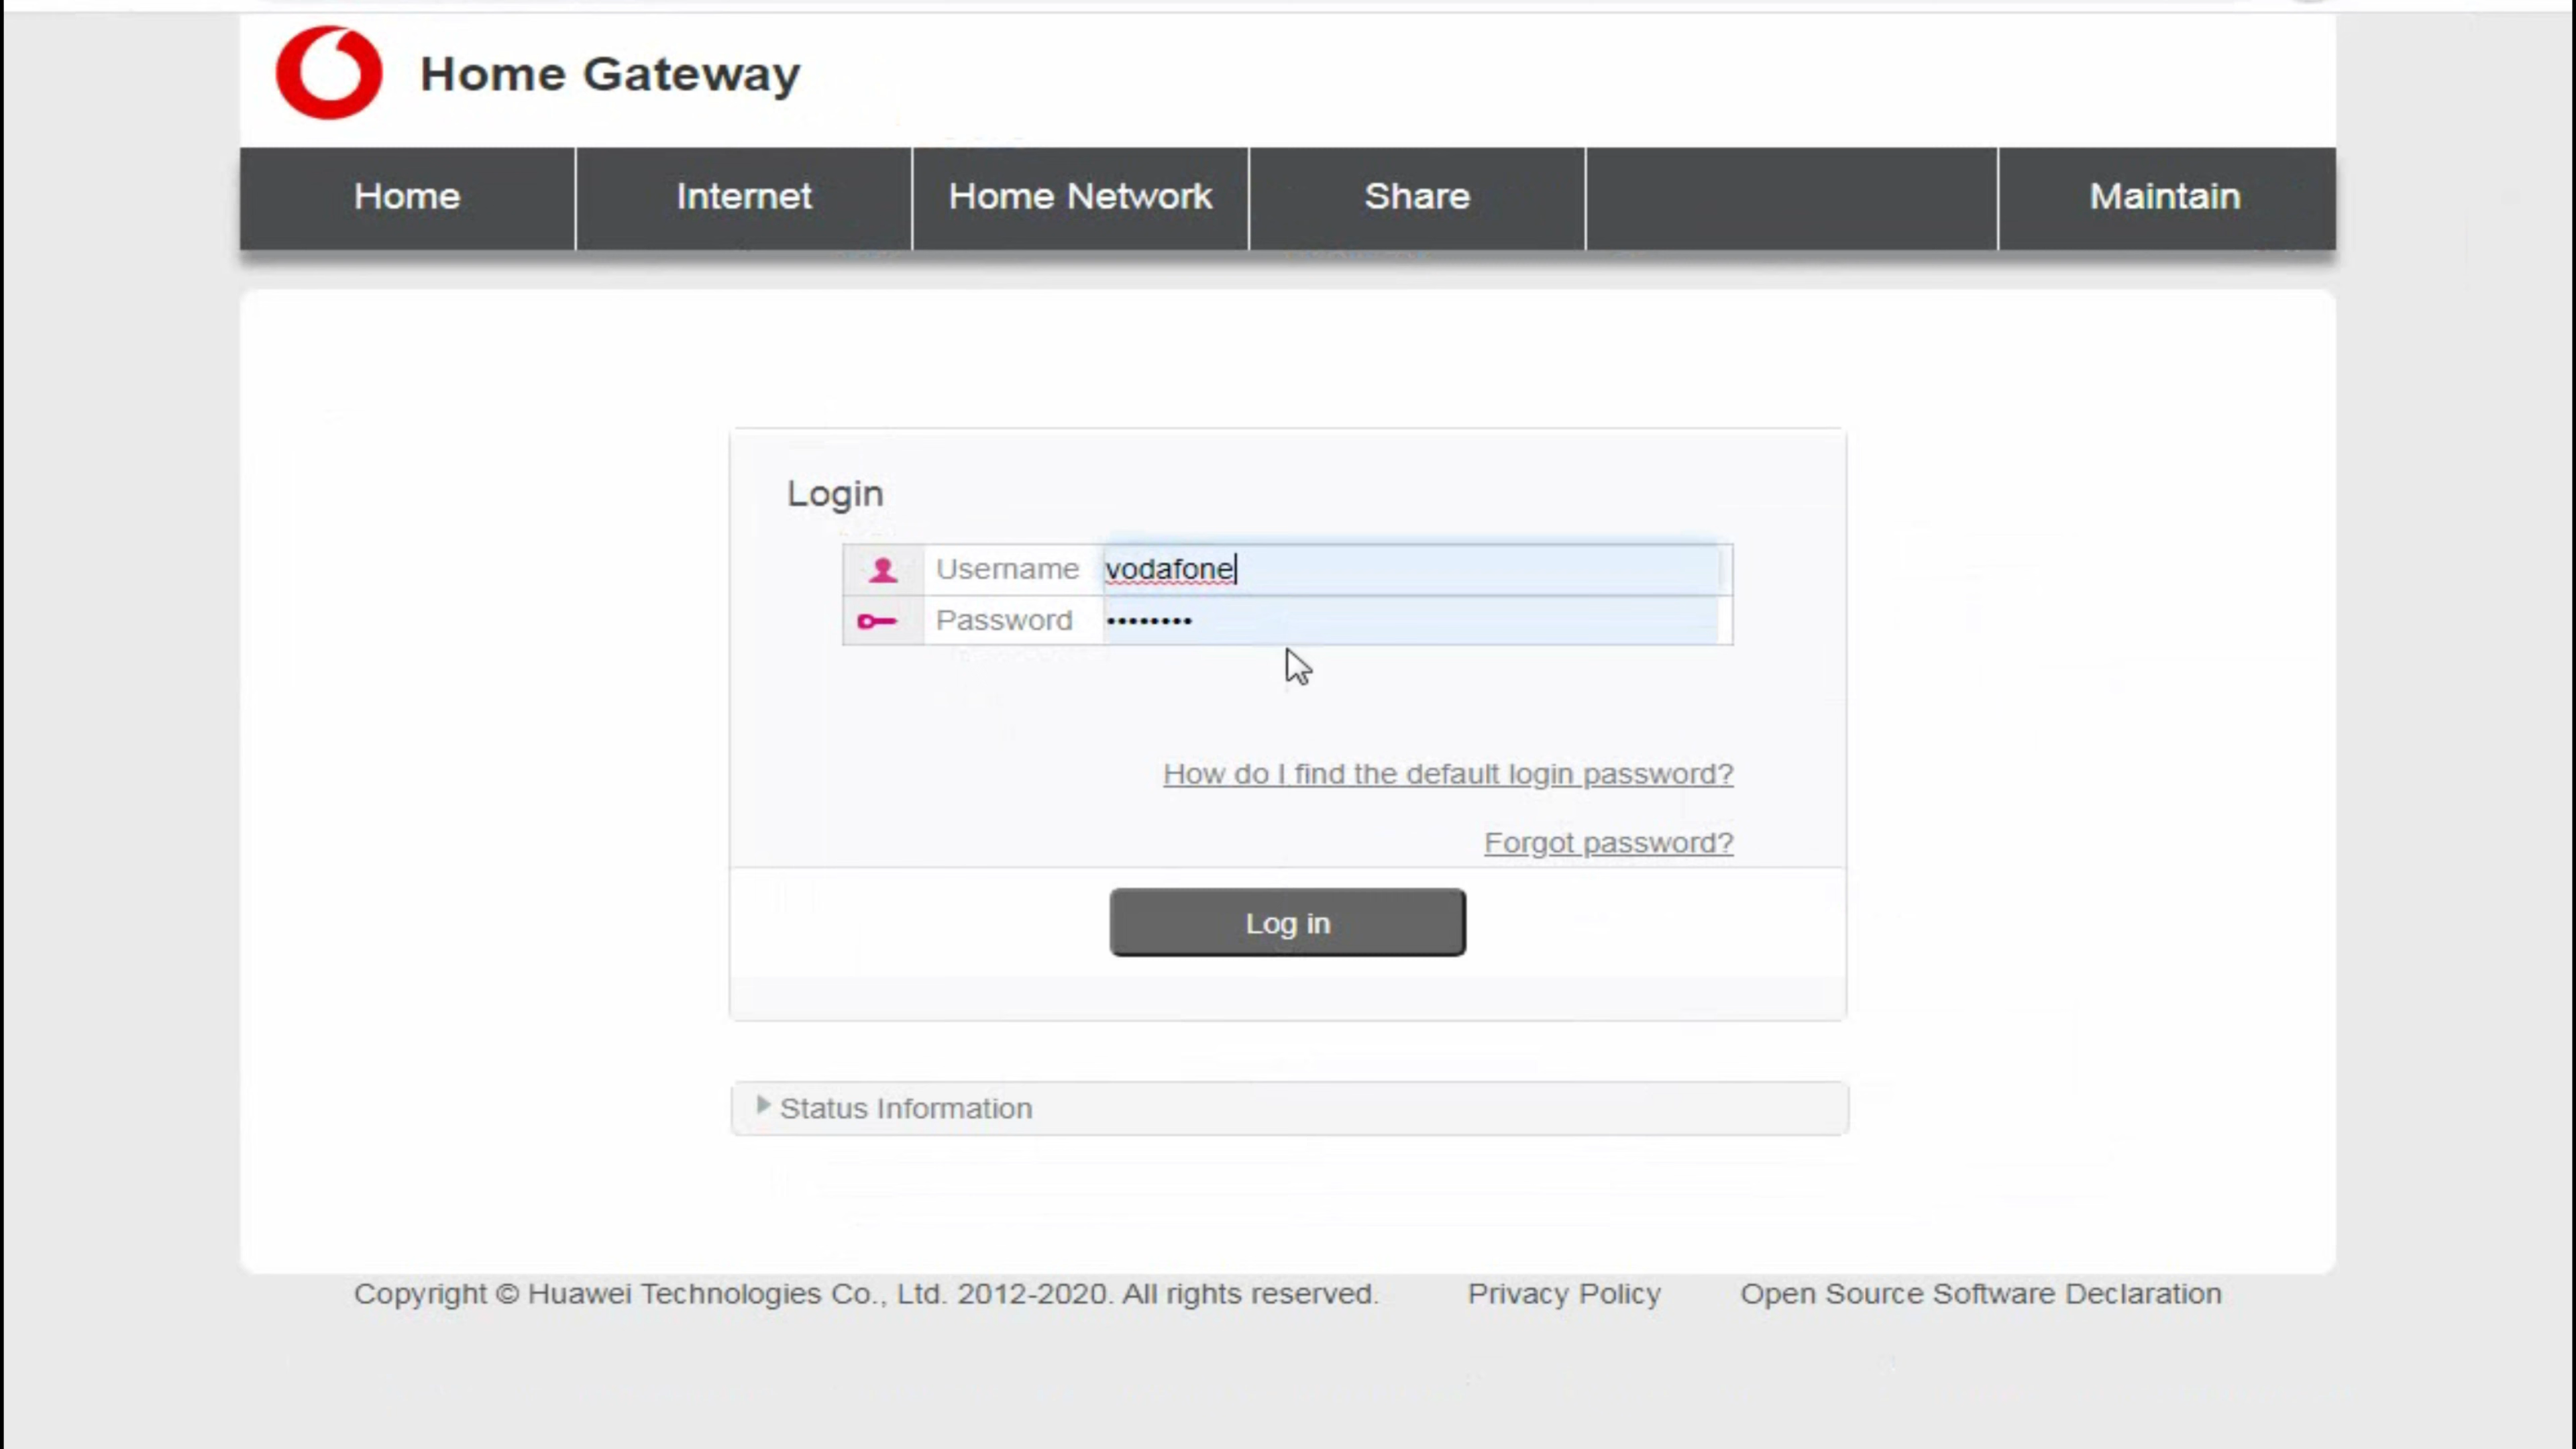 Home Gateway
Home Internet Home Network Share Maintain
Login
Username vodafone
Password ••••••••
How do I find the default login password?
Forgot password?
Log in
Status Information
Copyright © Huawei Technologies Co., Ltd. 2012-2020. All rights reserved. Privacy Policy Open Source Software Declaration